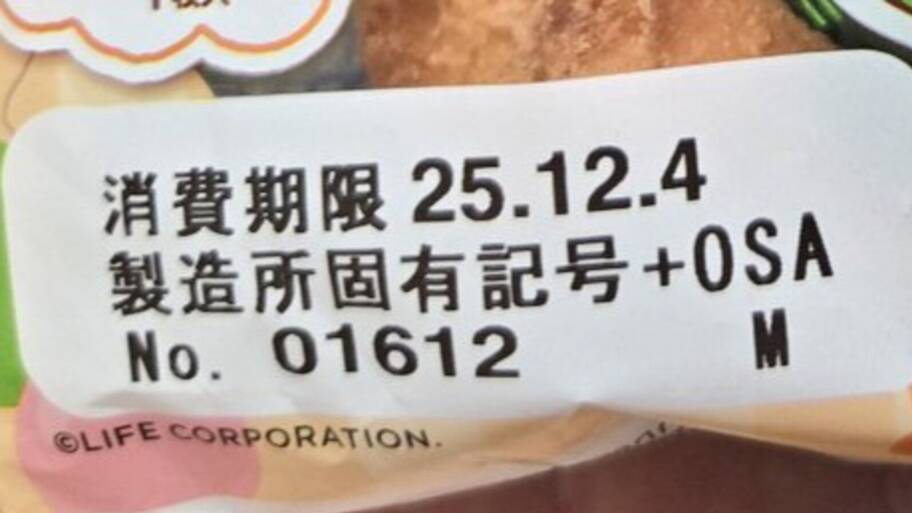 消費期限 25.12.4
製造所固有記号+OSA
No. 01612 M
©LIFE CORPORATION.